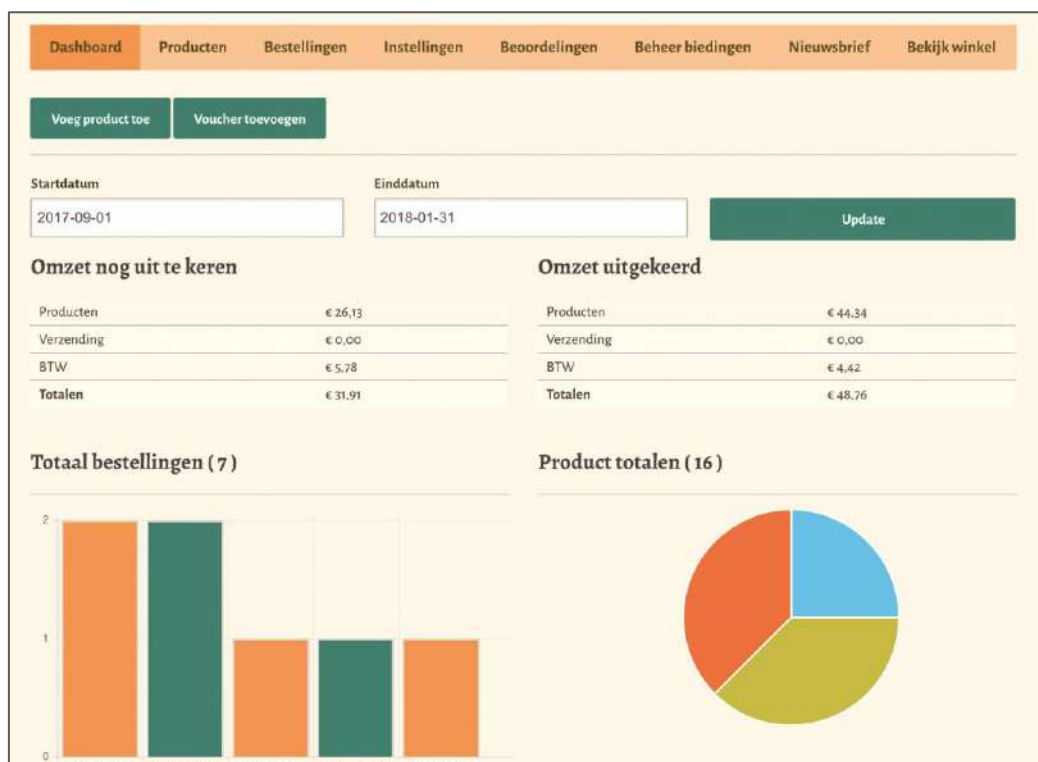 Dashboard Producten Bestellingen Instellingen Beoordelingen Beheer biedingen Nieuwsbrief Bekijk winkel
Voeg product toe Voucher toevoegen
Startdatum Einddatum
2017-09-01 2018-01-31 Update
Omzet nog uit te keren Omzet uitgekeerd
Producten € 26,13 Producten € 44,34
Verzending € 0,00 Verzending € 0,00
BTW € 5,78 BTW € 4,42
Totalen € 31,91 Totalen € 48,76
Totaal bestellingen ( 7 ) Product totalen ( 16 )
2
1
0